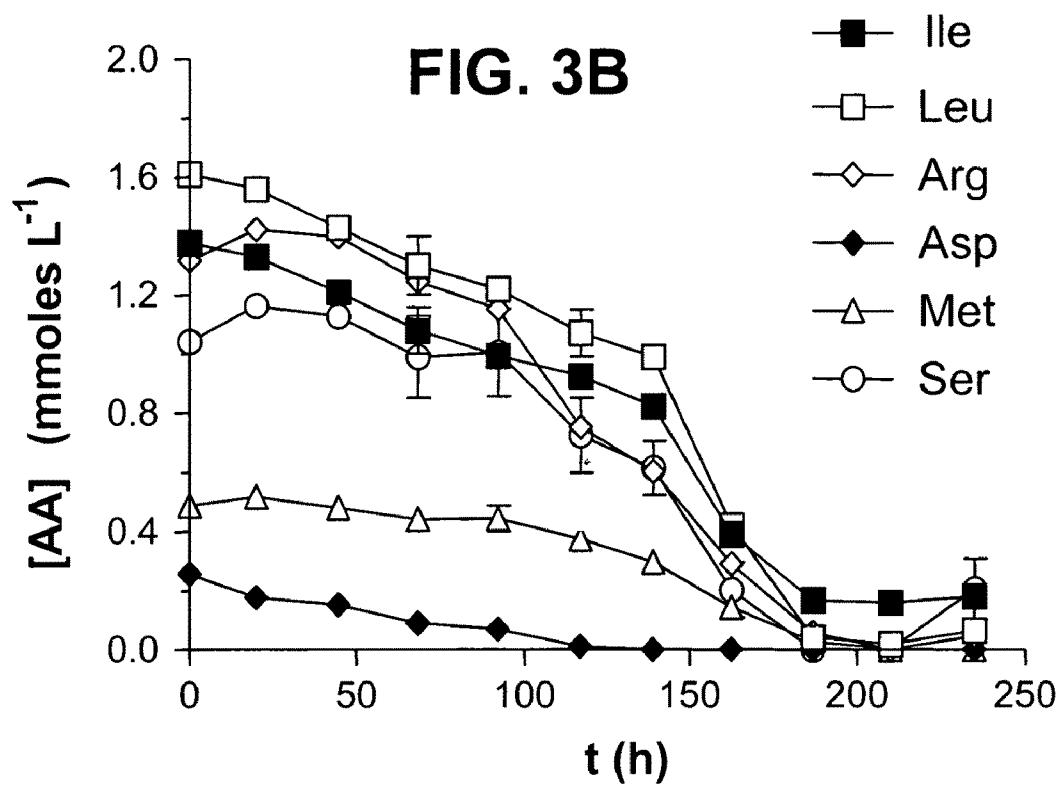 FIG. 3B
Ile
Leu
Arg
Asp
Met
Ser
[AA] (mmoles L⁻¹)
2.0
1.6
1.2
0.8
0.4
0.0
0 50 100 150 200 250
t (h)